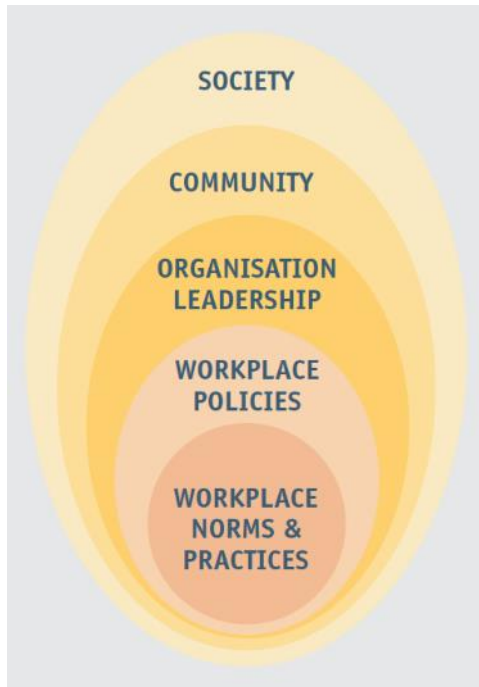 SOCIETY
COMMUNITY
ORGANISATION
LEADERSHIP
WORKPLACE
POLICIES
WORKPLACE
NORMS &
PRACTICES